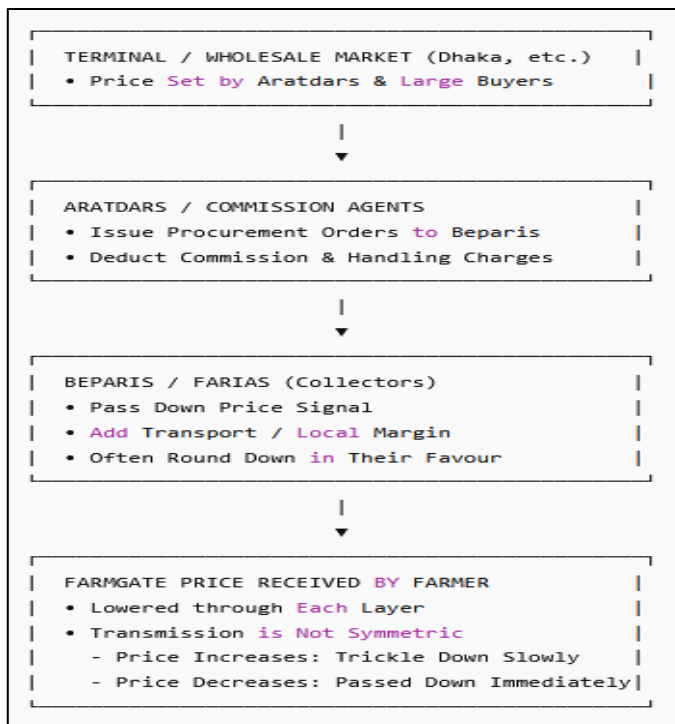 TERMINAL / WHOLESALE MARKET (Dhaka, etc.)
• Price Set by Aratdars & Large Buyers
ARATDARS / COMMISSION AGENTS
• Issue Procurement Orders to Beparis
• Deduct Commission & Handling Charges
BEPARIS / FARIAS (Collectors)
• Pass Down Price Signal
• Add Transport / Local Margin
• Often Round Down in Their Favour
FARMGATE PRICE RECEIVED BY FARMER
• Lowered through Each Layer
• Transmission is Not Symmetric
- Price Increases: Trickle Down Slowly
- Price Decreases: Passed Down Immediately